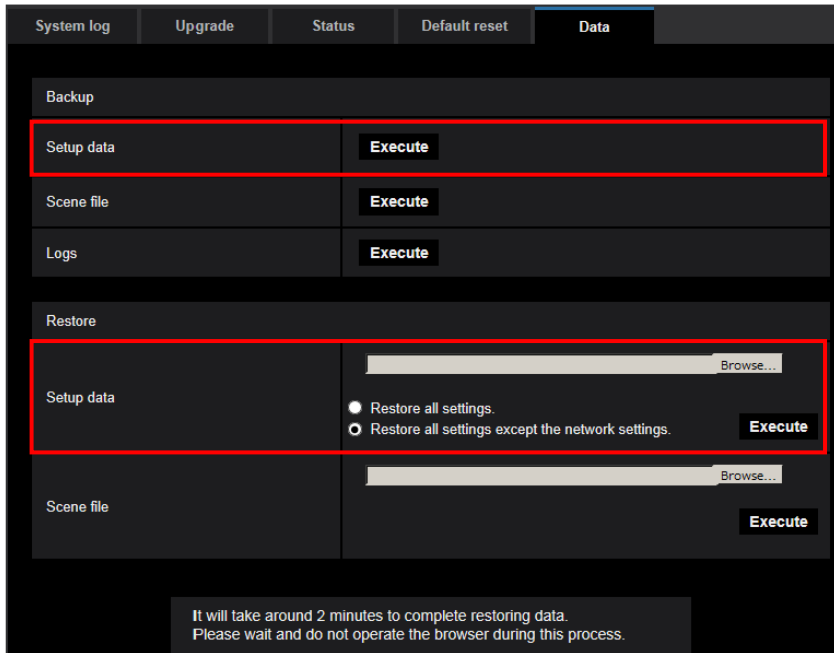 System log Upgrade Status Default reset Data
Backup
Setup data Execute
Scene file Execute
Logs Execute
Restore
Browse...
Setup data
Restore all settings.
Restore all settings except the network settings. Execute
Browse...
Scene file
Execute
It will take around 2 minutes to complete restoring data.
Please wait and do not operate the browser during this process.